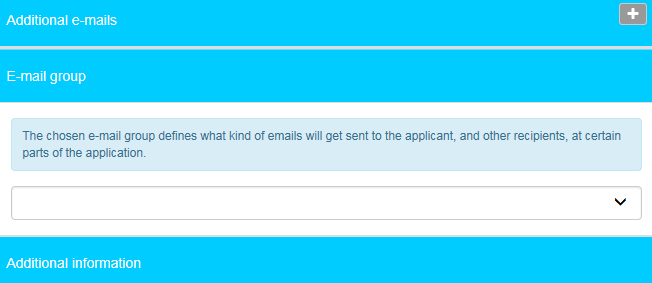 Additional e-mails
E-mail group
The chosen e-mail group defines what kind of emails will get sent to the applicant, and other recipients, at certain
parts of the application.
Additional information